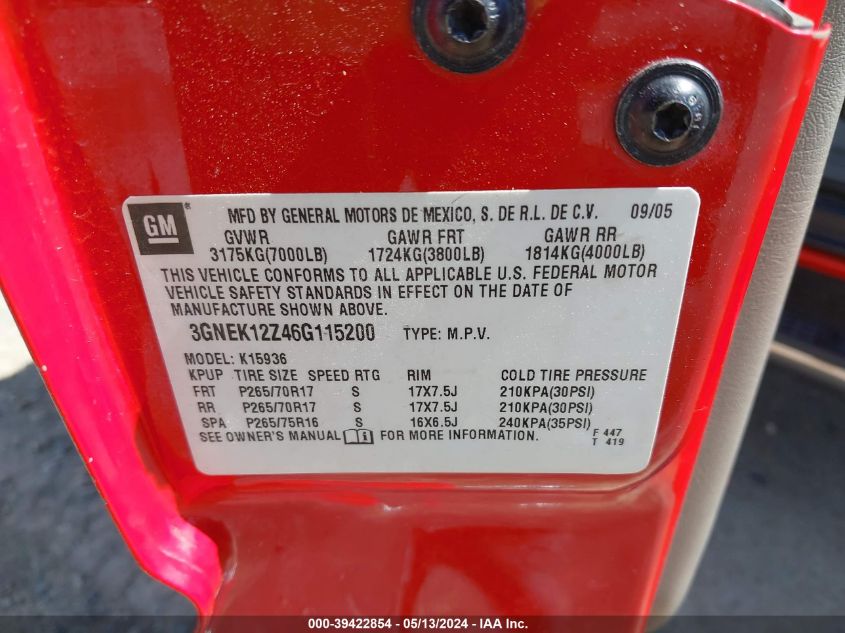 GM ® MFD BY GENERAL MOTORS DE MEXICO, S. DE R.L. DE C.V. 09/05
GVWR GAWR FRT GAWR RR
3175KG(7000LB) 1724KG(3800LB) 1814KG(4000LB)
THIS VEHICLE CONFORMS TO ALL APPLICABLE U.S. FEDERAL MOTOR
VEHICLE SAFETY STANDARDS IN EFFECT ON THE DATE OF
MANUFACTURE SHOWN ABOVE.
3GNEK12Z46G115200 TYPE: M.P.V.
MODEL: K15936
KPUP TIRE SIZE SPEED RTG RIM COLD TIRE PRESSURE
FRT P265/70R17 S 17X7.5J 210KPA(30PSI)
RR P265/70R17 S 17X7.5J 210KPA(30PSI)
SPA P265/75R16 S 16X6.5J 240KPA(35PSI)
SEE OWNER'S MANUAL FOR MORE INFORMATION. F 447
T 419
000-39422854 - 05/13/2024 - IAA Inc.